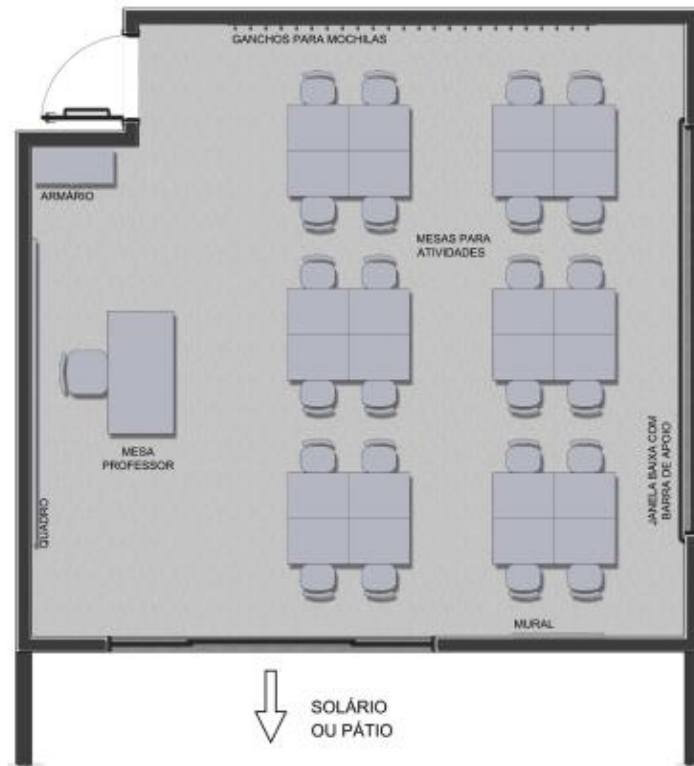 GANCHOS PARA MOCHILAS
ARMÁRIO
MESAS PARA
ATIVIDADES
MESA
PROFESSOR
QUADRO
JANELA BAIXA COM
BARRA DE APOIO
MURAL
SOLÁRIO
OU PÁTIO